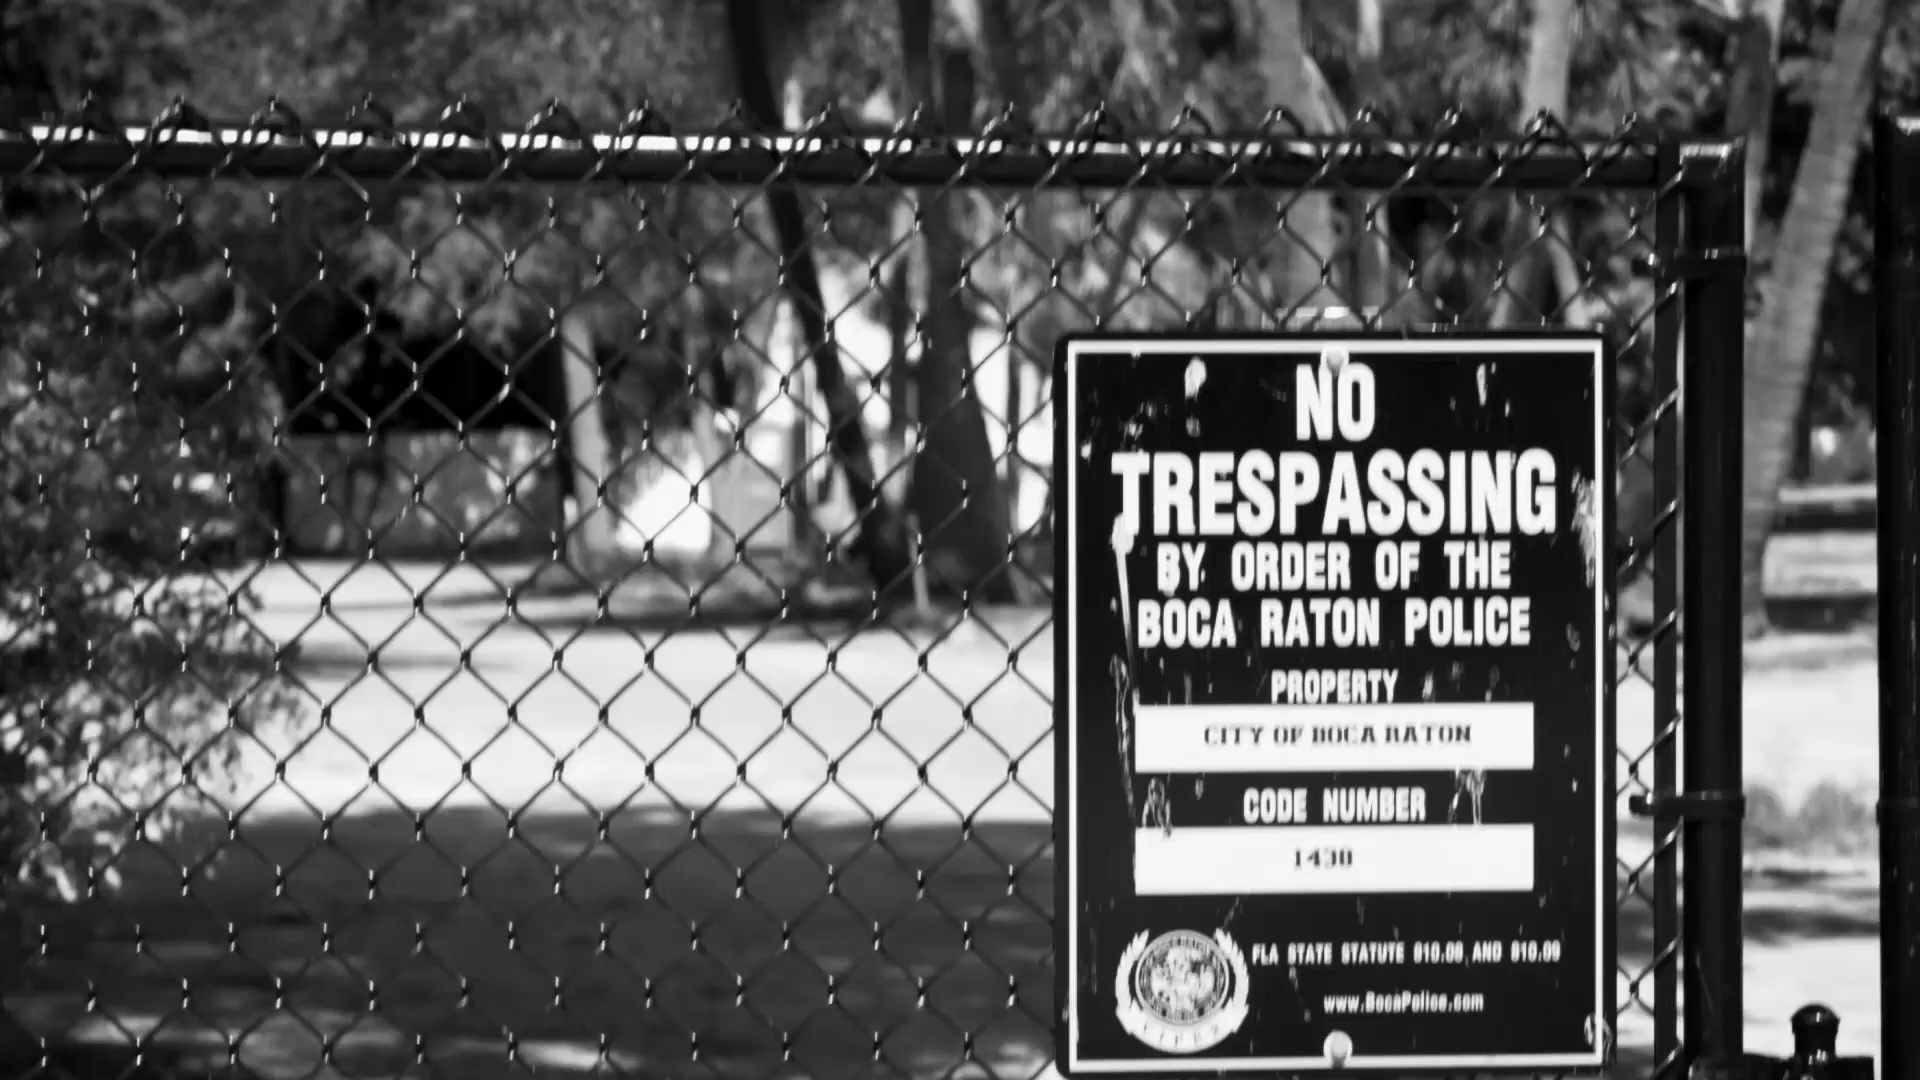 NO
TRESPASSING
BY ORDER OF THE
BOCA RATON POLICE
PROPERTY
CITY OF BOCA RATON
CODE NUMBER
1430
FLA STATE STATUTE 810.08 AND 810.09
www.BocaPolice.com